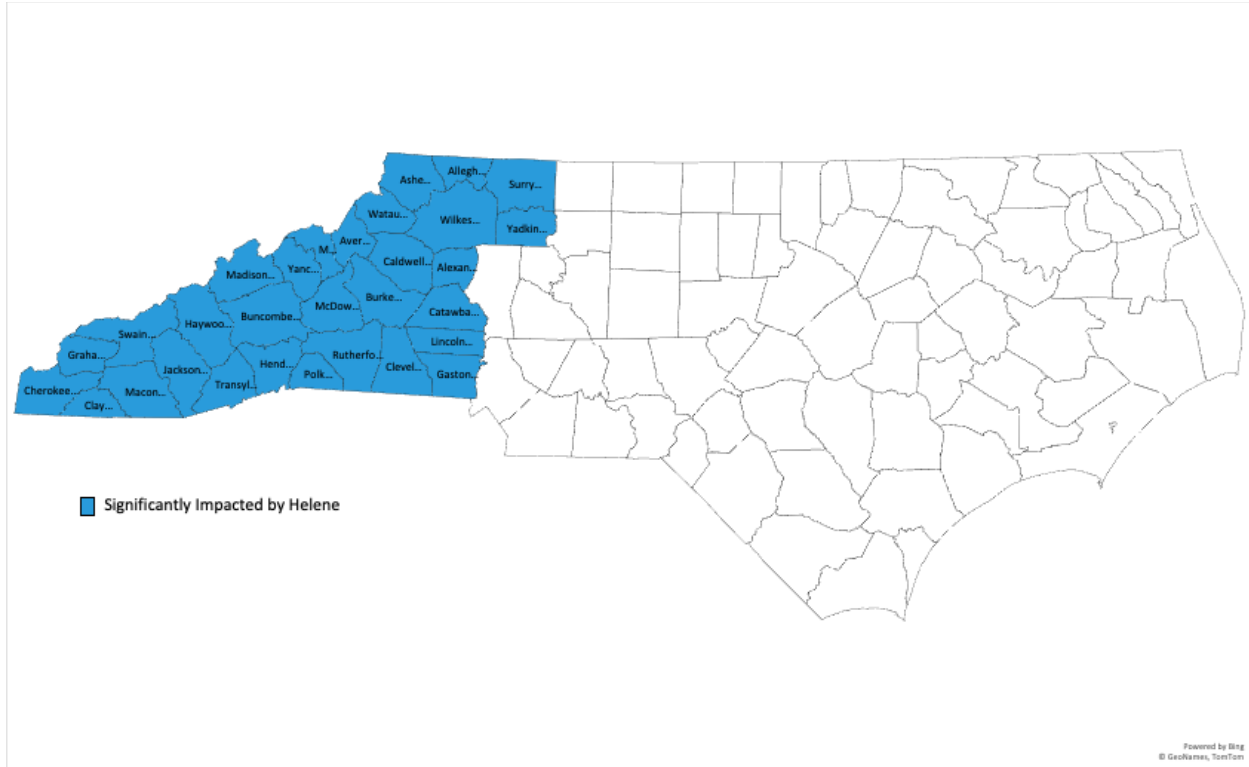 Ashe...
Allegh...
Surry...
Watau...
Wilkes...
Yadkin...
Aver...
M...
Yanc...
Caldwell...
Alexan...
Madison...
Burke...
McDow...
Catawba...
Buncombe...
Haywoo...
Swain...
Lincoln...
Graha...
Rutherfo...
Hend...
Jackson...
Clevel...
Gaston...
Polk...
Transyl...
Cherokee...
Macon...
Clay...
Significantly Impacted by Helene
Powered by Bing
© GeoNames, TomTom